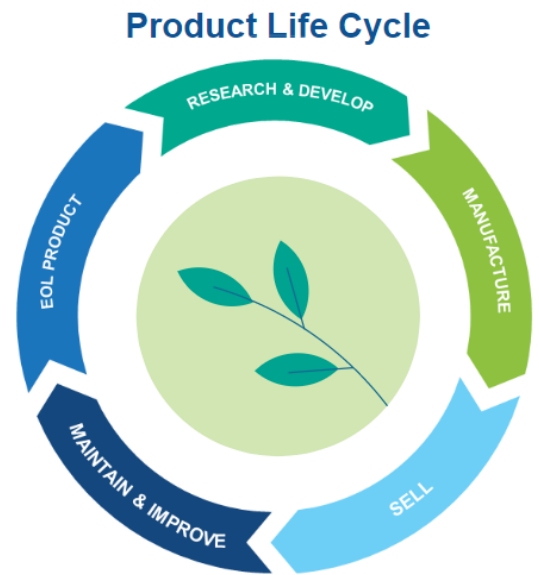 Product Life Cycle
RESEARCH & DEVELOP
MANUFACTURE
SELL
MAINTAIN & IMPROVE
EOL PRODUCT